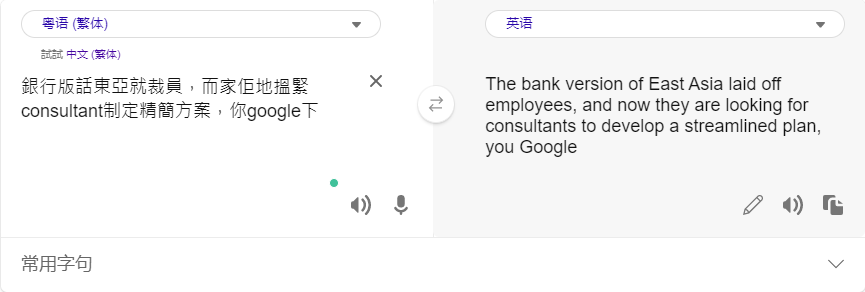 粵语 (繁体)
英语
試試 中文 (繁体)
銀行版話東亞就裁員，而家佢地搵緊
consultant制定精簡方案，你google下
The bank version of East Asia laid off
employees, and now they are looking for
consultants to develop a streamlined plan,
you Google
常用字句